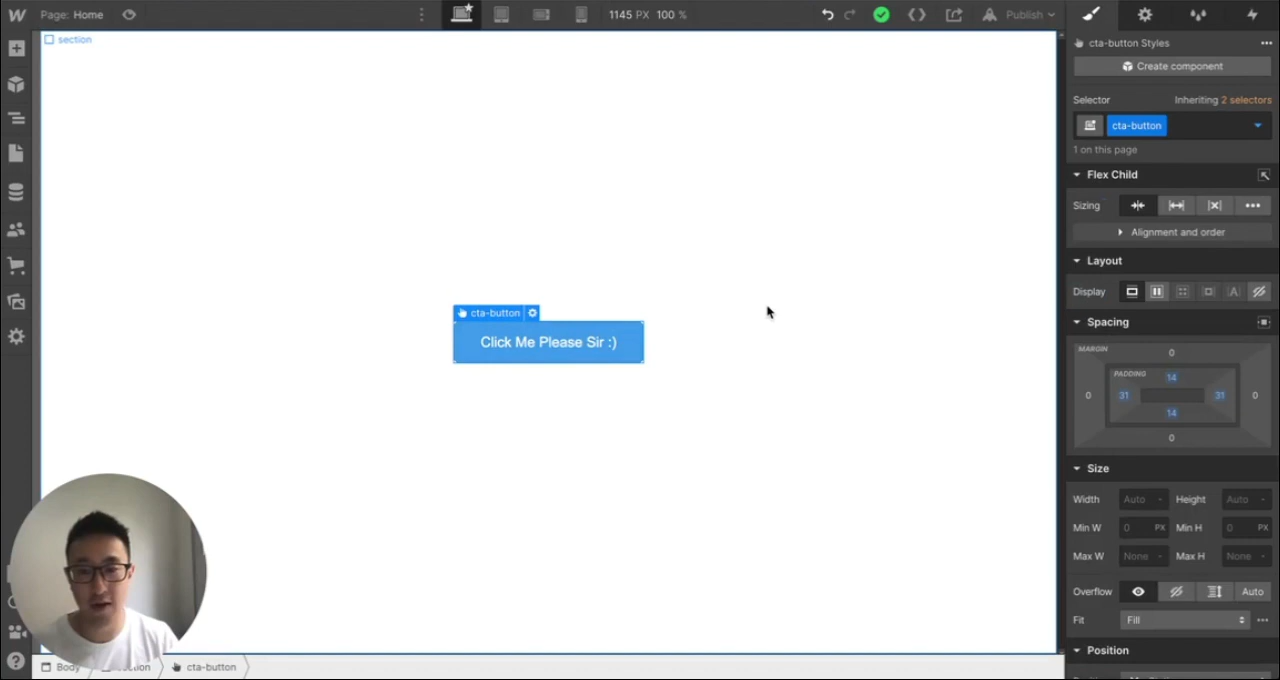 Page: Home
1145 PX 100 %
Publish
section
cta-button
Click Me Please Sir :)
Body
section
cta-button
cta-button Styles
Create component
Selector
Inheriting 2 selectors
cta-button
1 on this page
Flex Child
Sizing
Alignment and order
Layout
Display
Spacing
MARGIN
0
PADDING
14
0
31
31
0
14
0
Size
Width
Auto
-
Height
Auto
-
Min W
0
PX
Min H
0
PX
Max W
None
-
Max H
None
-
Overflow
Auto
Fit
Fill
Position